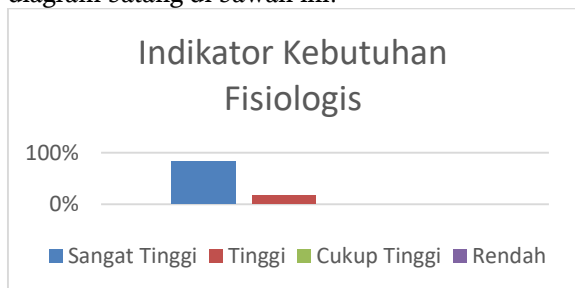 Indikator Kebutuhan
Fisiologis
100%
0%
Sangat Tinggi Tinggi Cukup Tinggi Rendah